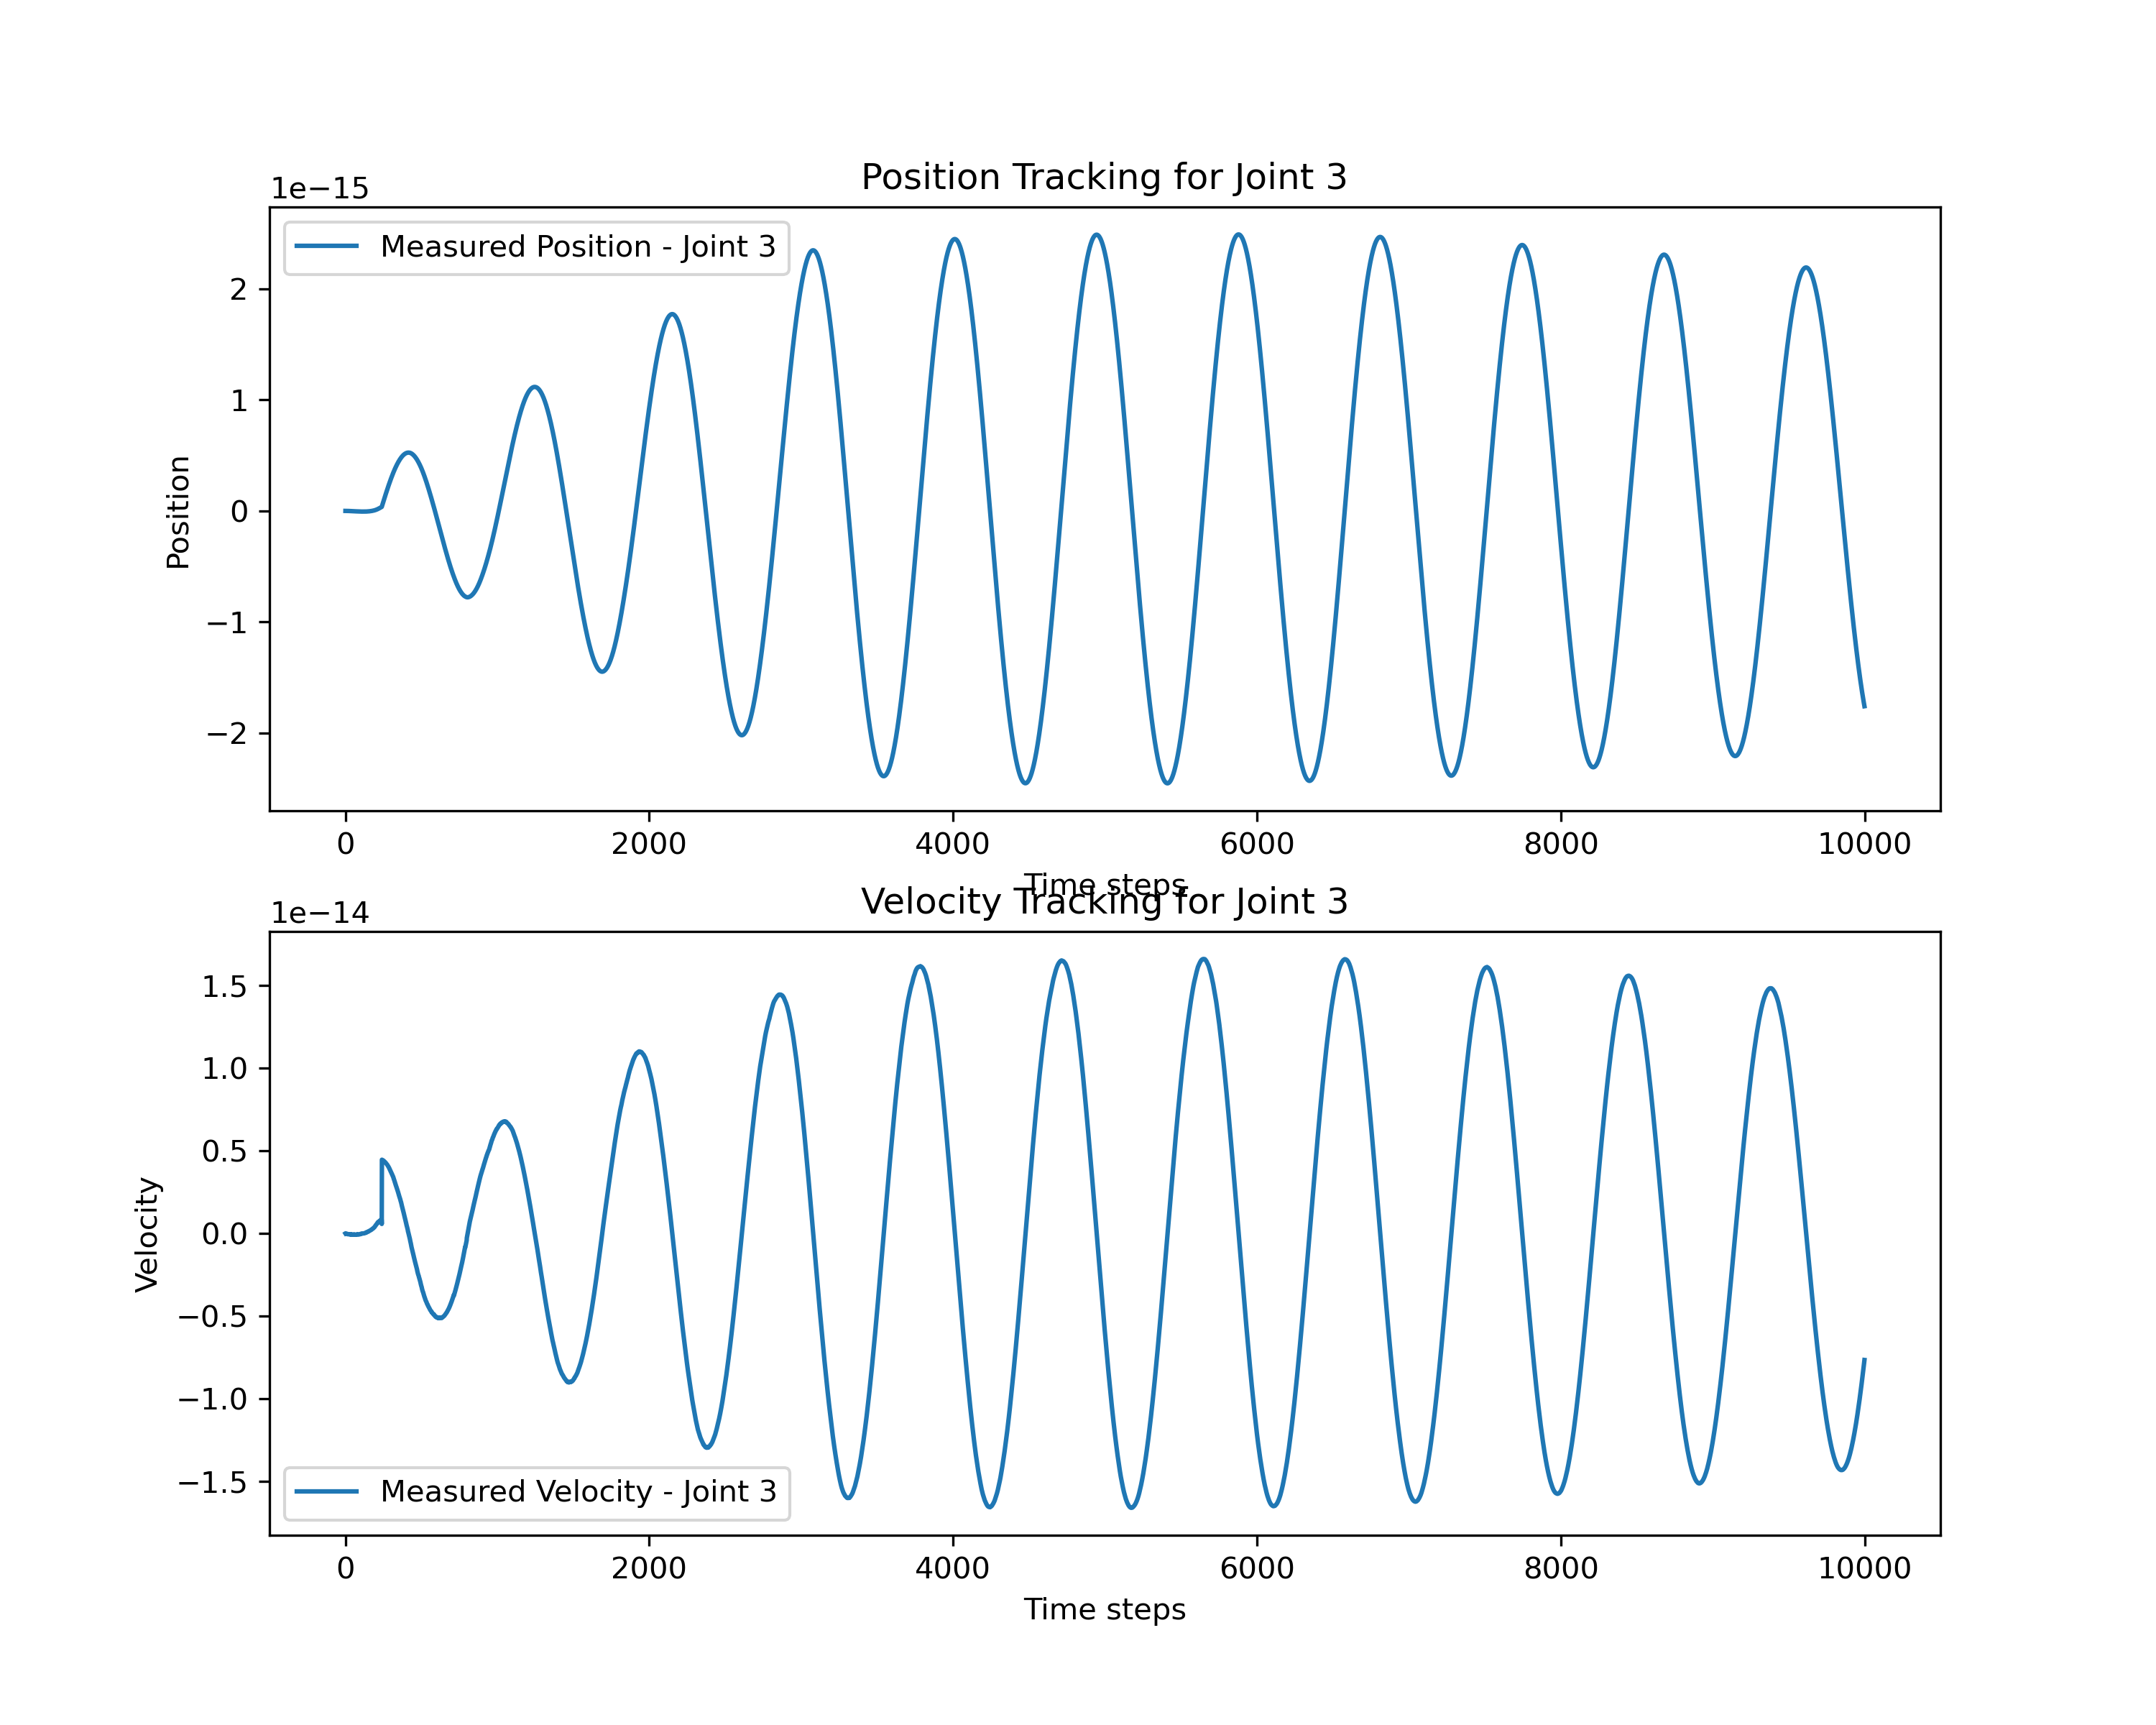 Position Tracking for Joint 3
1e−15
Measured Position - Joint 3
Position
2
1
0
−1
−2
0 2000 4000 6000 8000 10000
Time steps
Velocity Tracking for Joint 3
1e−14
Velocity
1.5
1.0
0.5
0.0
−0.5
−1.0
−1.5
Measured Velocity - Joint 3
0 2000 4000 6000 8000 10000
Time steps